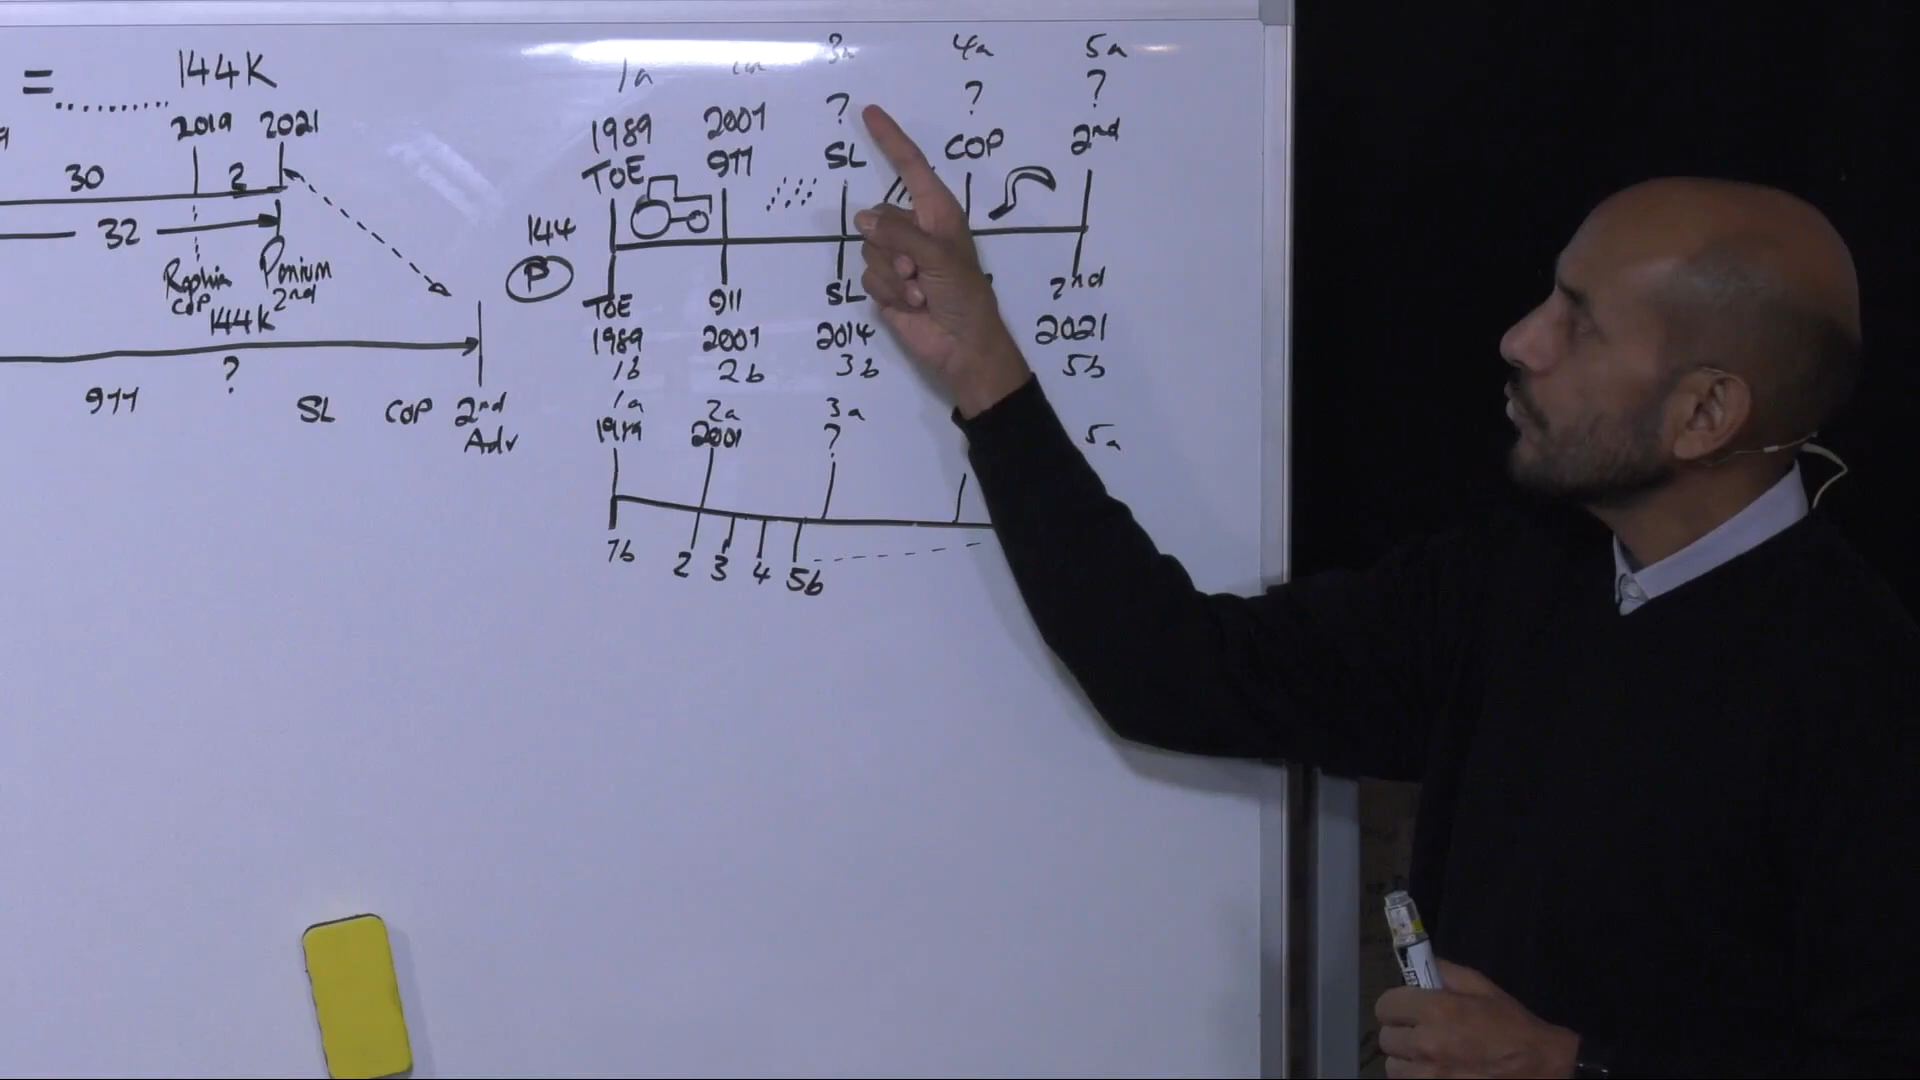 = 144K
2019 2021
30 2
32
Raphia Panium
COP 2nd
144K
?
911 SL COP 2nd
Adv
1a 3a 4a 5a
? ? ?
1989 2001
TOE 911 SL COP 2nd
144
P
TOE 911 SL 2nd
1989 2001 2014 2021
1b 2b 3b 5b
1a 2a 3a
1989 2001 ? 5a
1b 2 3 4 5b